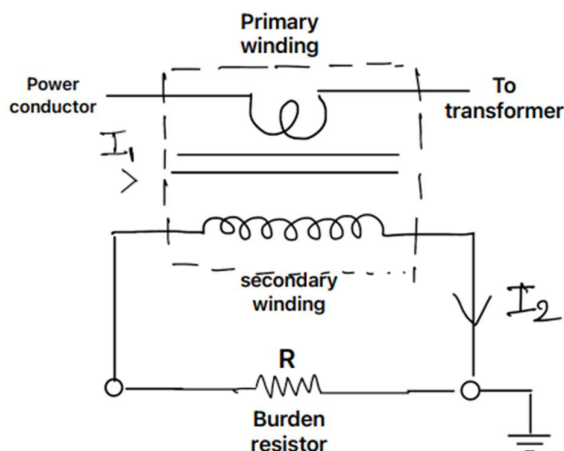 Primary
winding
Power
conductor
To
transformer
I₁
secondary
winding
I₂
R
Burden
resistor